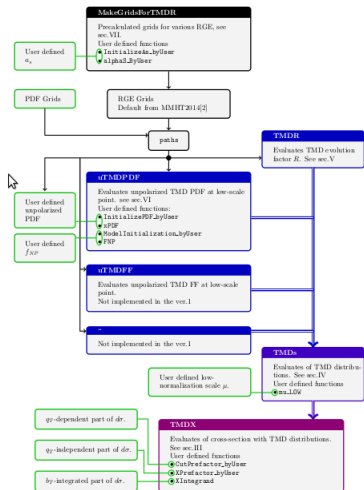 MakeGridsForTMDR
Precalculated grids for various RGE, see
sec.VII.
User defined functions
InitializeAs_byUser
alphaS_ByUser
User defined
a_s
PDF Grids
RGE Grids
Default from MMHT2014[2]
paths
TMDR
Evaluates TMD evolution
factor R. See sec.V
uTMDPDF
Evaluates unpolarized TMD PDF at low-scale
point. see sec.VI
User defined functions:
InitializePDF_byUser
xPDF
ModelInitialization_byUser
FNP
User defined
unpolarized
PDF
User defined
f_NP
uTMDFF
Evaluates unpolarized TMD FF at low-scale
point.
Not implemented in the ver.1
Not implemented in the ver.1
TMDs
Evaluates of TMD distribu-
tions. See sec.IV
User defined functions
mu_LOW
User defined low-
normalization scale μ.
TMDX
Evaluates of cross-section with TMD distributions.
See sec.III
User defined functions
CutPrefactor_byUser
XPrefactor_byUser
XIntegrand
q_T-dependent part of dσ.
q_T-independent part of dσ.
b_T-integrated part of dσ.